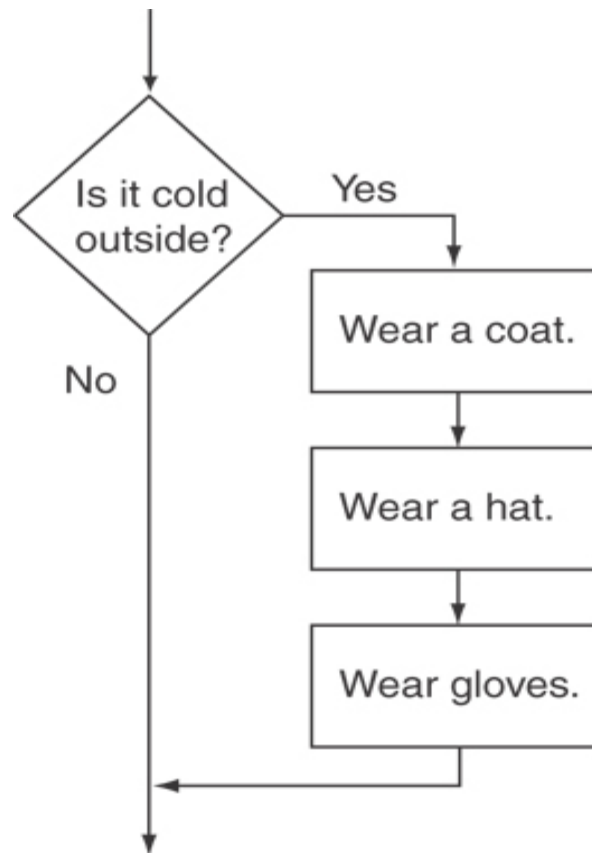 Is it cold
outside?
Yes
Wear a coat.
No
Wear a hat.
Wear gloves.